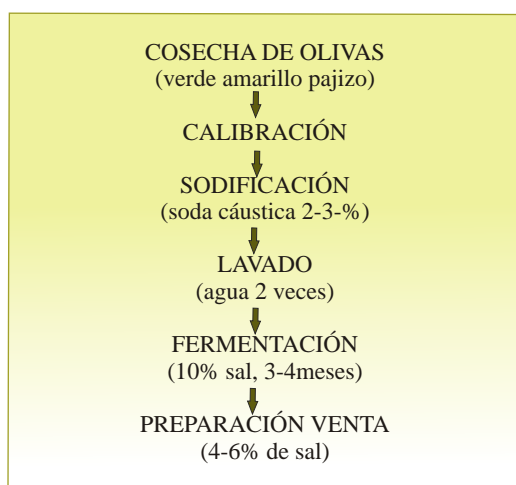 COSECHA DE OLIVAS
(verde amarillo pajizo)
CALIBRACIÓN
SODIFICACIÓN
(soda cáustica 2-3-%)
LAVADO
(agua 2 veces)
FERMENTACIÓN
(10% sal, 3-4meses)
PREPARACIÓN VENTA
(4-6% de sal)